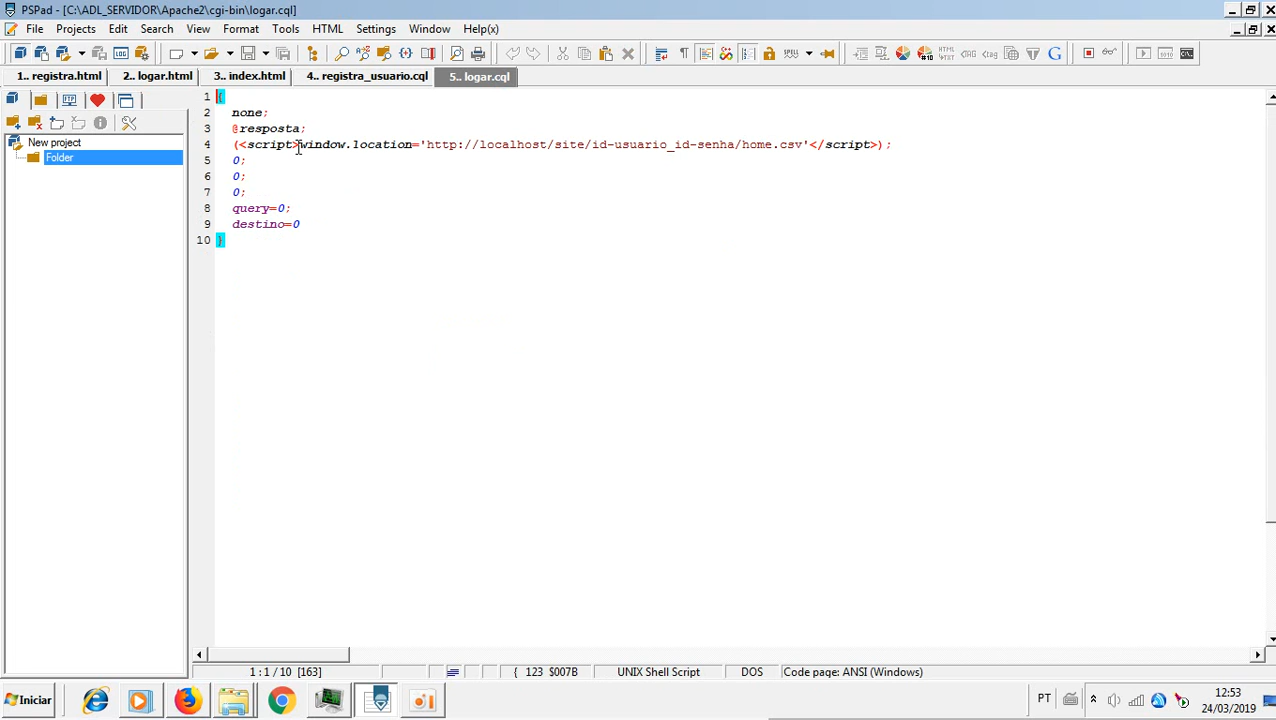 PSPad - [C:\ADL_SERVIDOR\Apache2\cgi-bin\logar.cql]
File Projects Edit Search View Format Tools HTML Settings Window Help(x)
1.. registra.html 2.. logar.html 3.. index.html 4.. registra_usuario.cql 5.. logar.cql
New project
Folder
1 {
2 none;
3 @resposta;
4 (<script>window.location='http://localhost/site/id-usuario_id-senha/home.csv'</script>);
5 0;
6 0;
7 0;
8 query=0;
9 destino=0
10 }
1 : 1 / 10 [163] { 123 $007B UNIX Shell Script DOS Code page: ANSI (Windows)
Iniciar
PT
12:53
24/03/2019